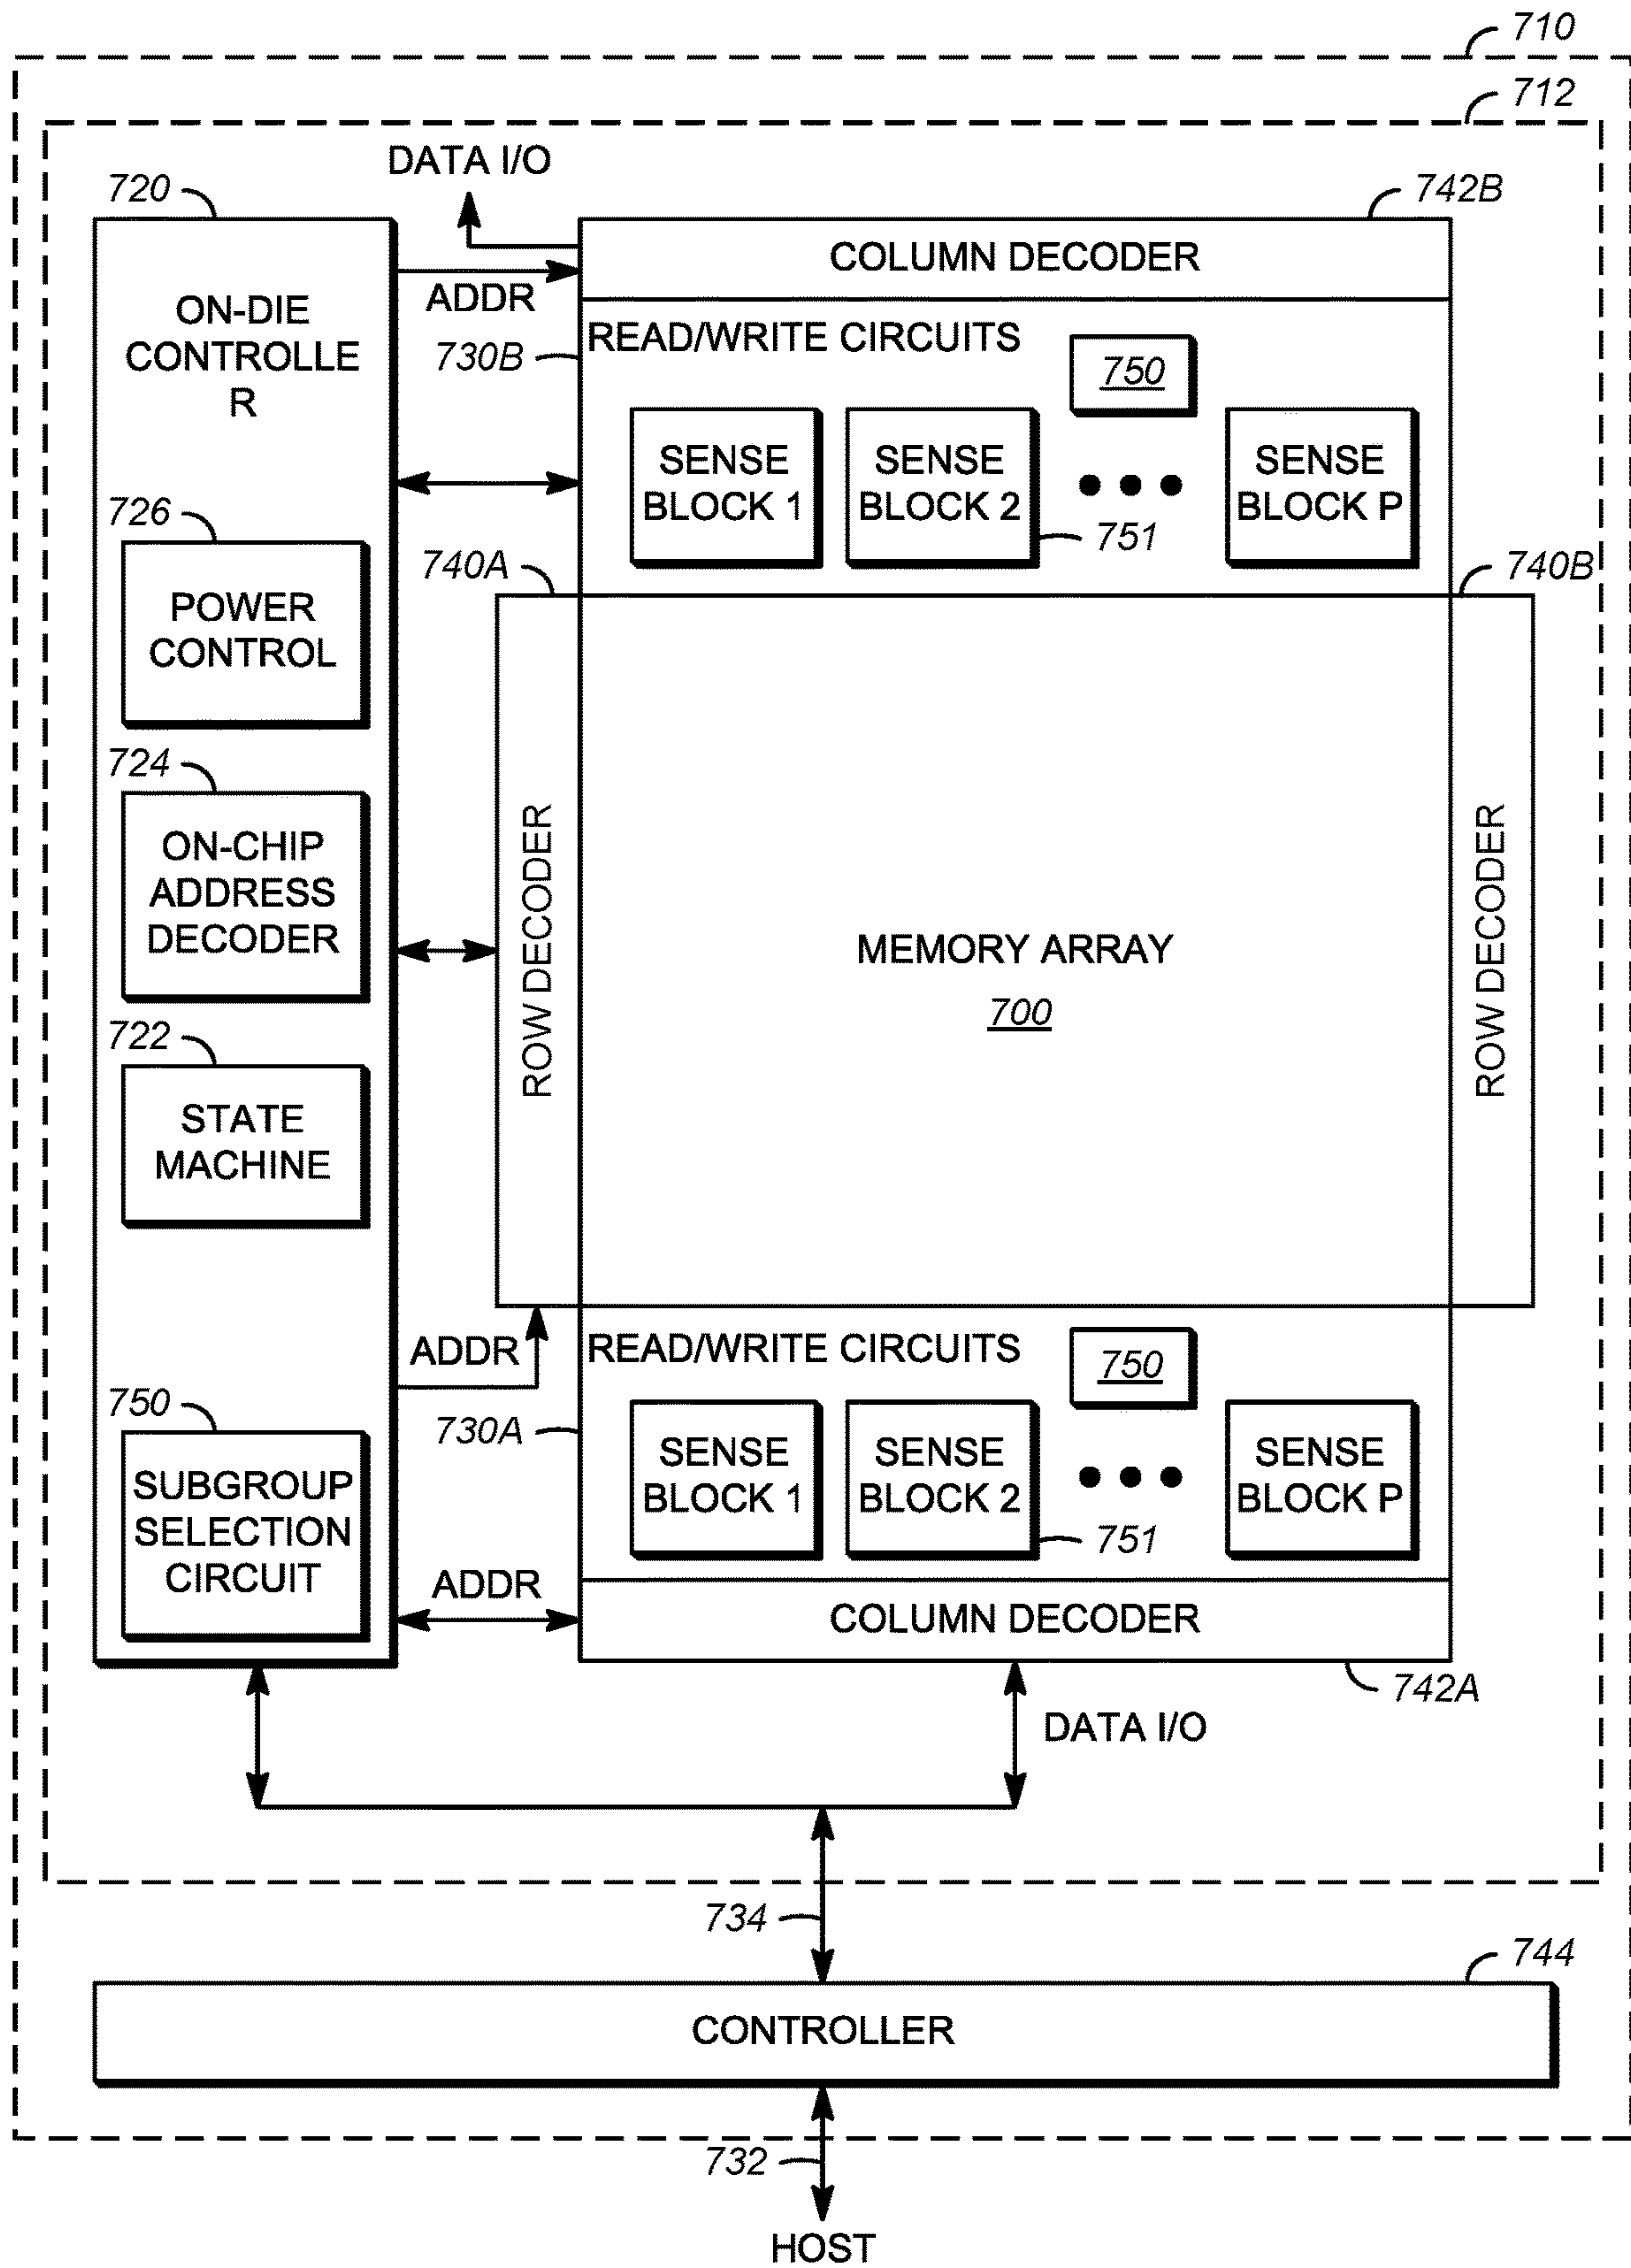 710
712
DATA I/O
720
742B
ON-DIE
CONTROLLE
R
ADDR
COLUMN DECODER
730B
READ/WRITE CIRCUITS
750
SENSE
BLOCK 1
SENSE
BLOCK 2
SENSE
BLOCK P
751
726
POWER
CONTROL
740A
740B
724
ON-CHIP
ADDRESS
DECODER
ROW DECODER
MEMORY ARRAY
700
ROW DECODER
722
STATE
MACHINE
ADDR
READ/WRITE CIRCUITS
750
750
SUBGROUP
SELECTION
CIRCUIT
730A
SENSE
BLOCK 1
SENSE
BLOCK 2
SENSE
BLOCK P
751
ADDR
COLUMN DECODER
742A
DATA I/O
734
744
CONTROLLER
732
HOST